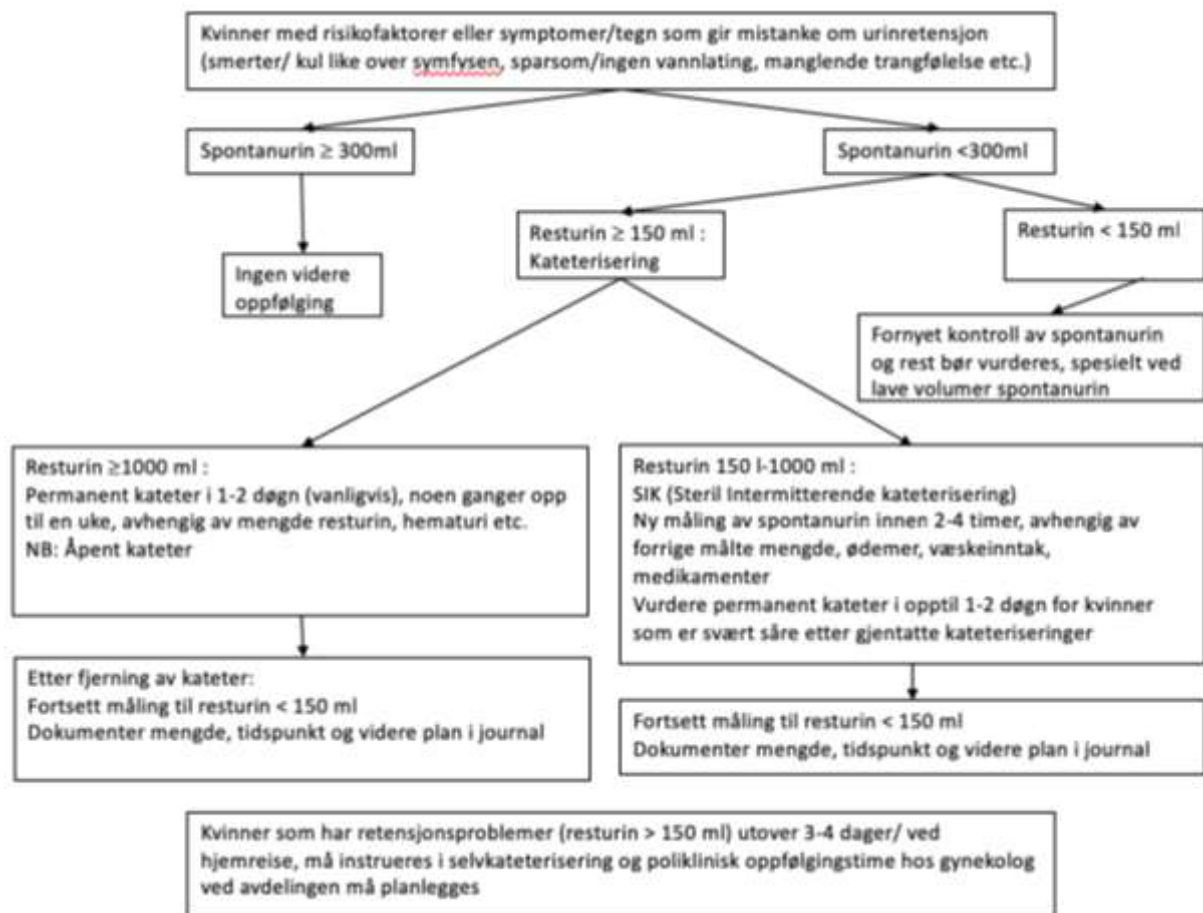 Kvinner med risikofaktorer eller symptomer/tegn som gir mistanke om urinretensjon
(smerter/ kul like over symfysen, sparsom/ingen vannlating, manglende trangfølelse etc.)
Spontanurin ≥ 300ml
Spontanurin <300ml
Ingen videre
oppfølging
Resturin ≥ 150 ml :
Kateterisering
Resturin < 150 ml
Fornyet kontroll av spontanurin
og rest bør vurderes, spesielt ved
lave volumer spontanurin
Resturin ≥1000 ml :
Permanent kateter i 1-2 døgn (vanligvis), noen ganger opp
til en uke, avhengig av mengde resturin, hematuri etc.
NB: Åpent kateter
Resturin 150 l-1000 ml :
SIK (Steril Intermitterende kateterisering)
Ny måling av spontanurin innen 2-4 timer, avhengig av
forrige målte mengde, ødemer, væskeinntak,
medikamenter
Vurdere permanent kateter i opptil 1-2 døgn for kvinner
som er svært såre etter gjentatte kateteriseringer
Etter fjerning av kateter:
Fortsett måling til resturin < 150 ml
Dokumenter mengde, tidspunkt og videre plan i journal
Fortsett måling til resturin < 150 ml
Dokumenter mengde, tidspunkt og videre plan i journal
Kvinner som har retensjonsproblemer (resturin > 150 ml) utover 3-4 dager/ ved
hjemreise, må instrueres i selvkateterisering og poliklinisk oppfølgingstime hos gynekolog
ved avdelingen må planlegges